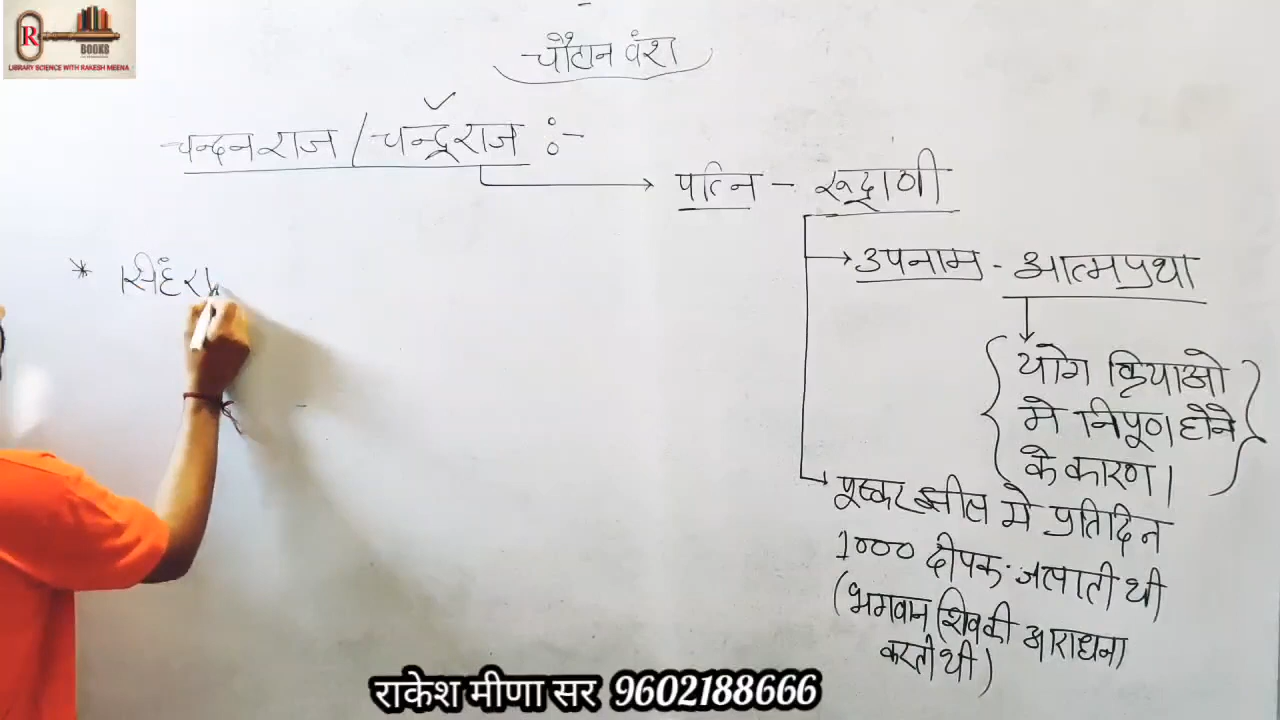 R
BOOKS
LIBRARY SCIENCE WITH RAKESH MEENA
चौहान वंश
चन्दनराज / चन्द्रराज :-
पत्नि - रूद्राणी
उपनाम - आत्मप्रथा
योग क्रियाओ
मे निपूण होने
के कारण।
पूष्कर झील मे प्रतिदिन
1000 दीपक जलाती थी
(भगवान शिव की आराधना
करती थी)
* सिंहरा
राकेश मीणा सर 9602188666